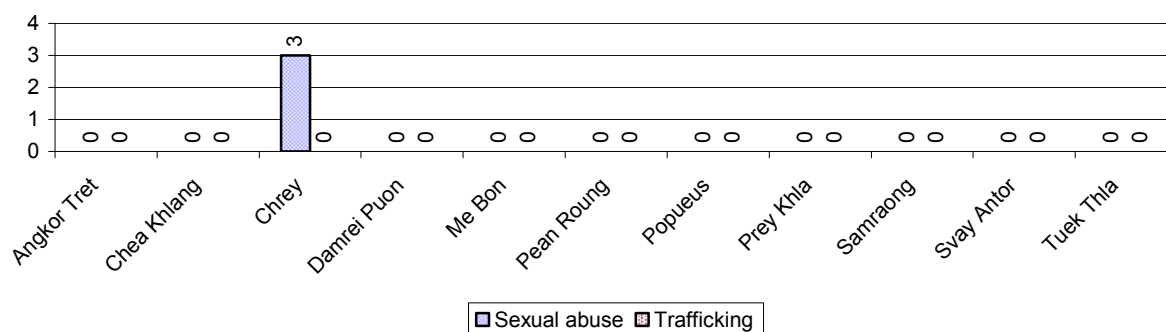 4
3
2
1
0
0 0 0 0 3 0 0 0 0 0 0 0 0 0 0 0 0 0 0 0 0 0
Angkor Tret
Chea Khlang
Chrey
Damrei Puon
Me Bon
Pean Roung
Popueus
Prey Khla
Samraong
Svay Antor
Tuek Thla
Sexual abuse Trafficking